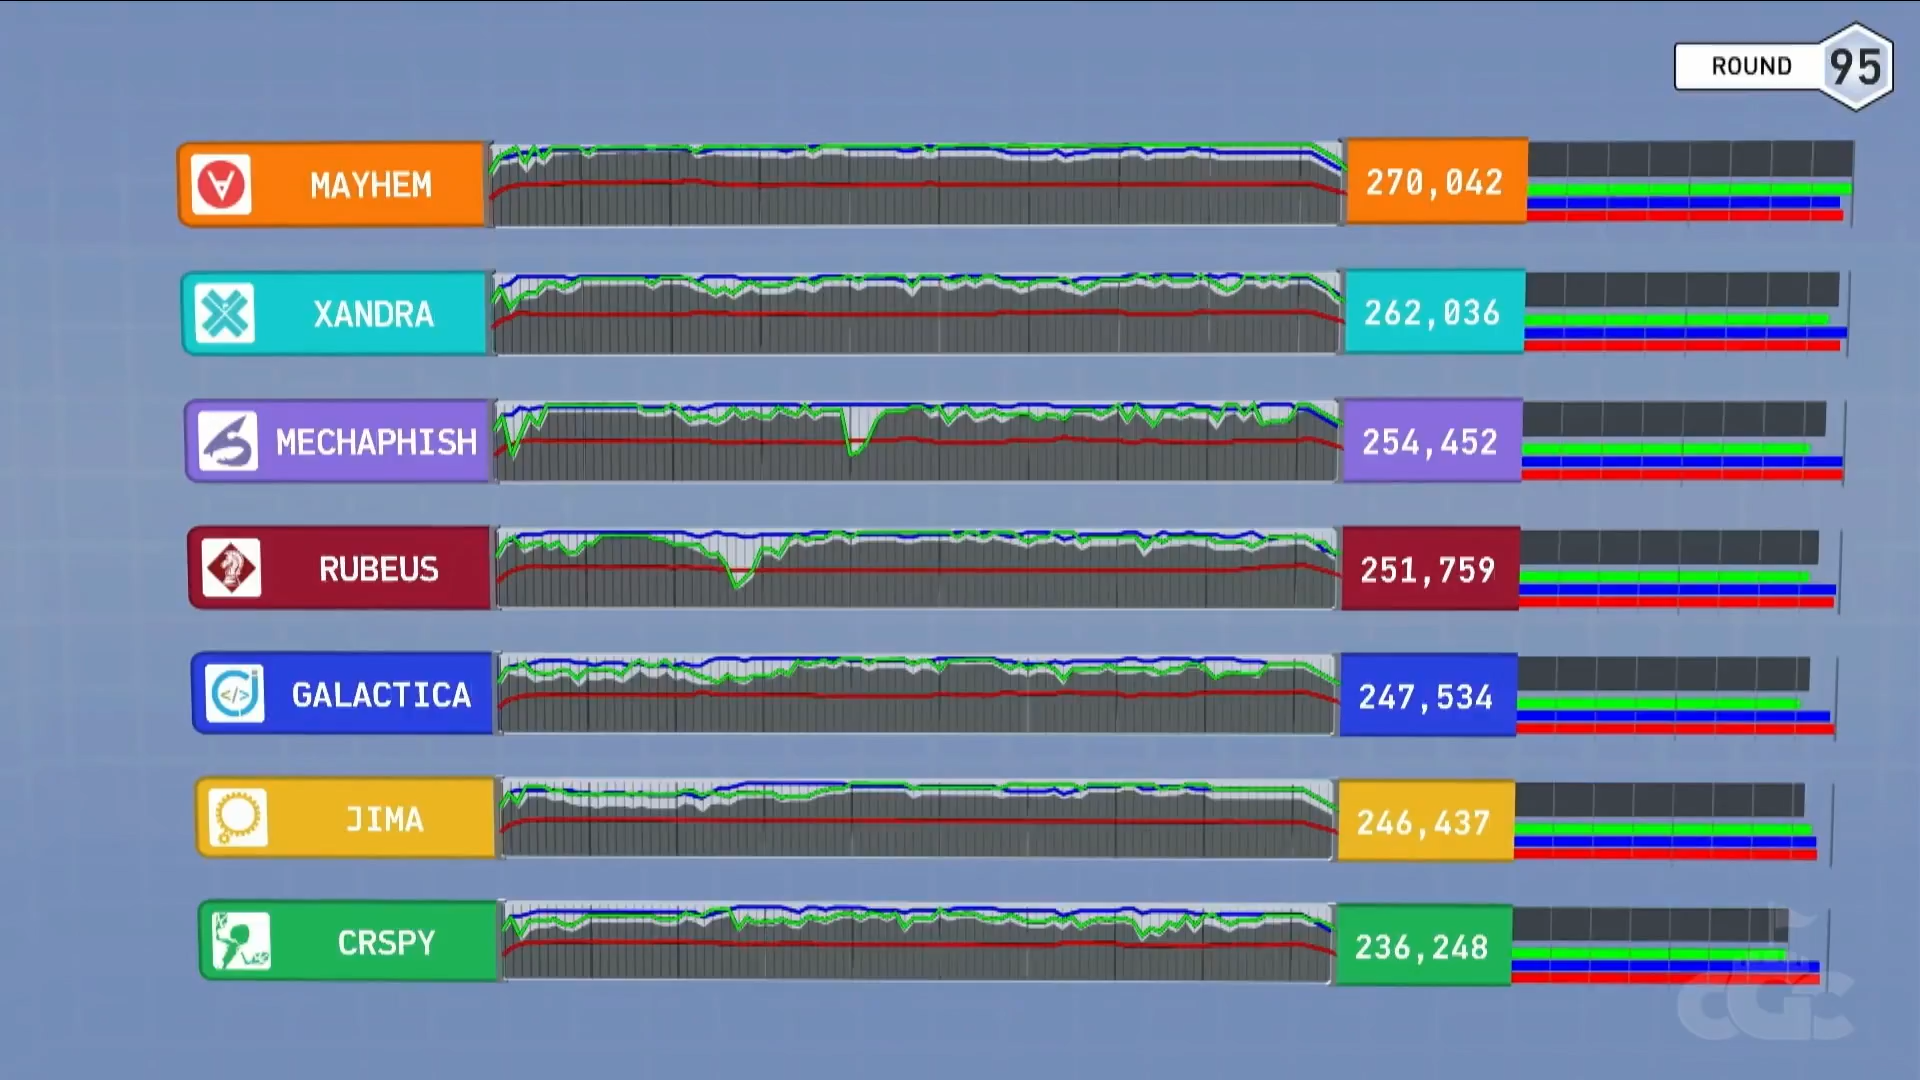 ROUND 95
MAYHEM 270,042
XANDRA 262,036
MECHAPHISH 254,452
RUBEUS 251,759
</> GALACTICA 247,534
JIMA 246,437
CRSPY 236,248
CGC